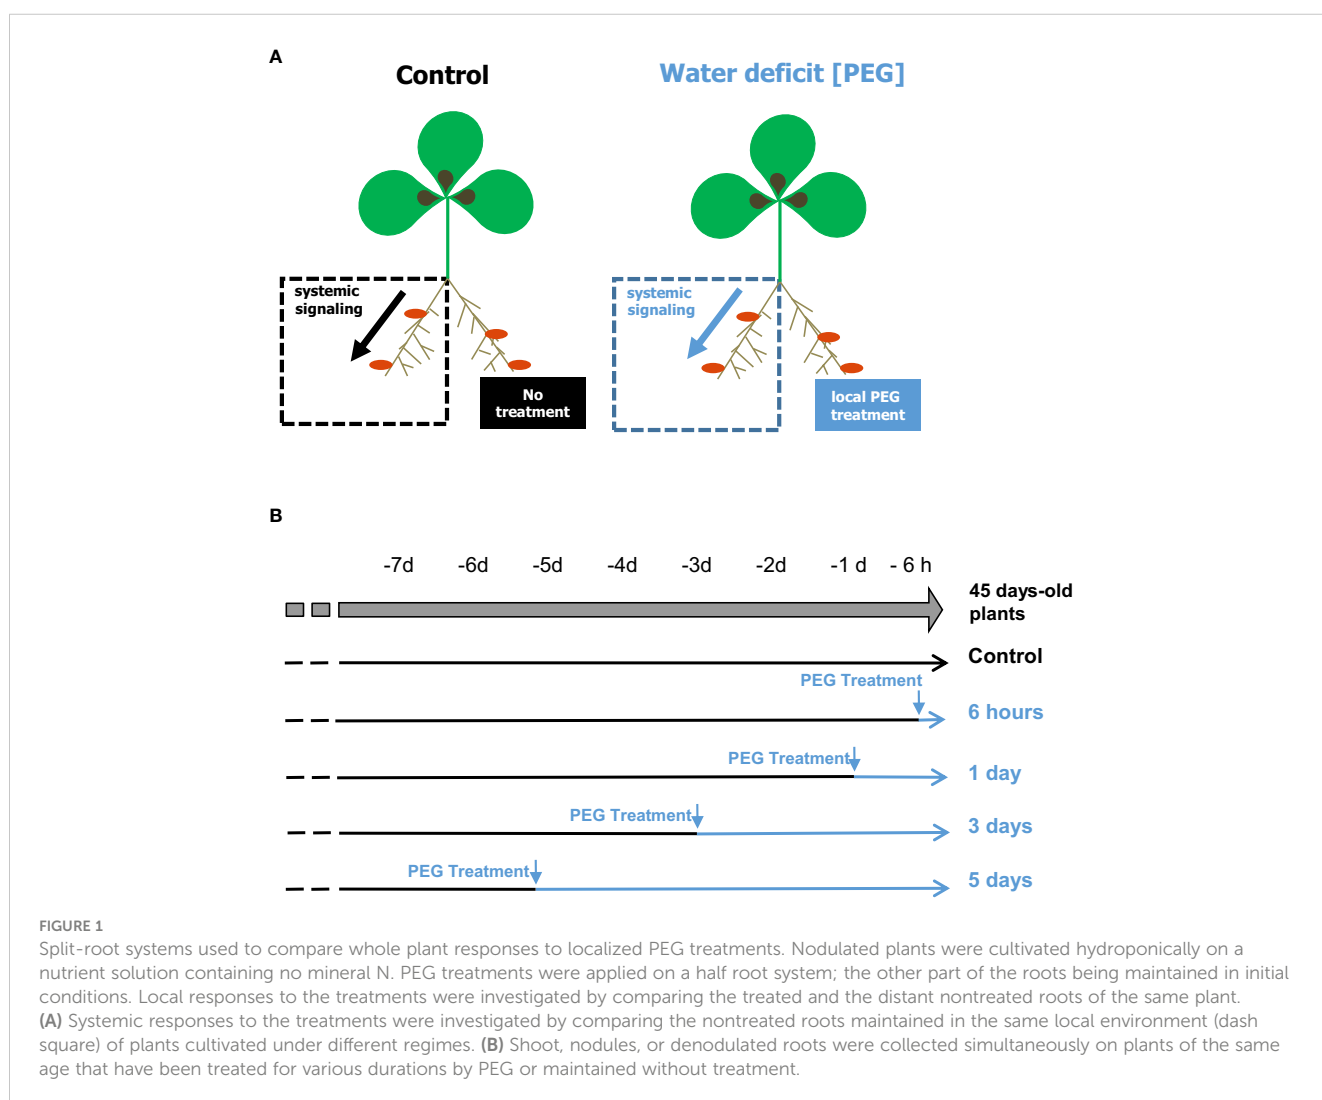 A
Control
Water deficit [PEG]
systemic
signaling
No
treatment
systemic
signaling
local PEG
treatment
B
-7d -6d -5d -4d -3d -2d -1 d - 6 h
45 days-old
plants
Control
PEG Treatment
6 hours
PEG Treatment
1 day
PEG Treatment
3 days
PEG Treatment
5 days
FIGURE 1
Split-root systems used to compare whole plant responses to localized PEG treatments. Nodulated plants were cultivated hydroponically on a
nutrient solution containing no mineral N. PEG treatments were applied on a half root system; the other part of the roots being maintained in initial
conditions. Local responses to the treatments were investigated by comparing the treated and the distant nontreated roots of the same plant.
(A) Systemic responses to the treatments were investigated by comparing the nontreated roots maintained in the same local environment (dash
square) of plants cultivated under different regimes. (B) Shoot, nodules, or denodulated roots were collected simultaneously on plants of the same
age that have been treated for various durations by PEG or maintained without treatment.